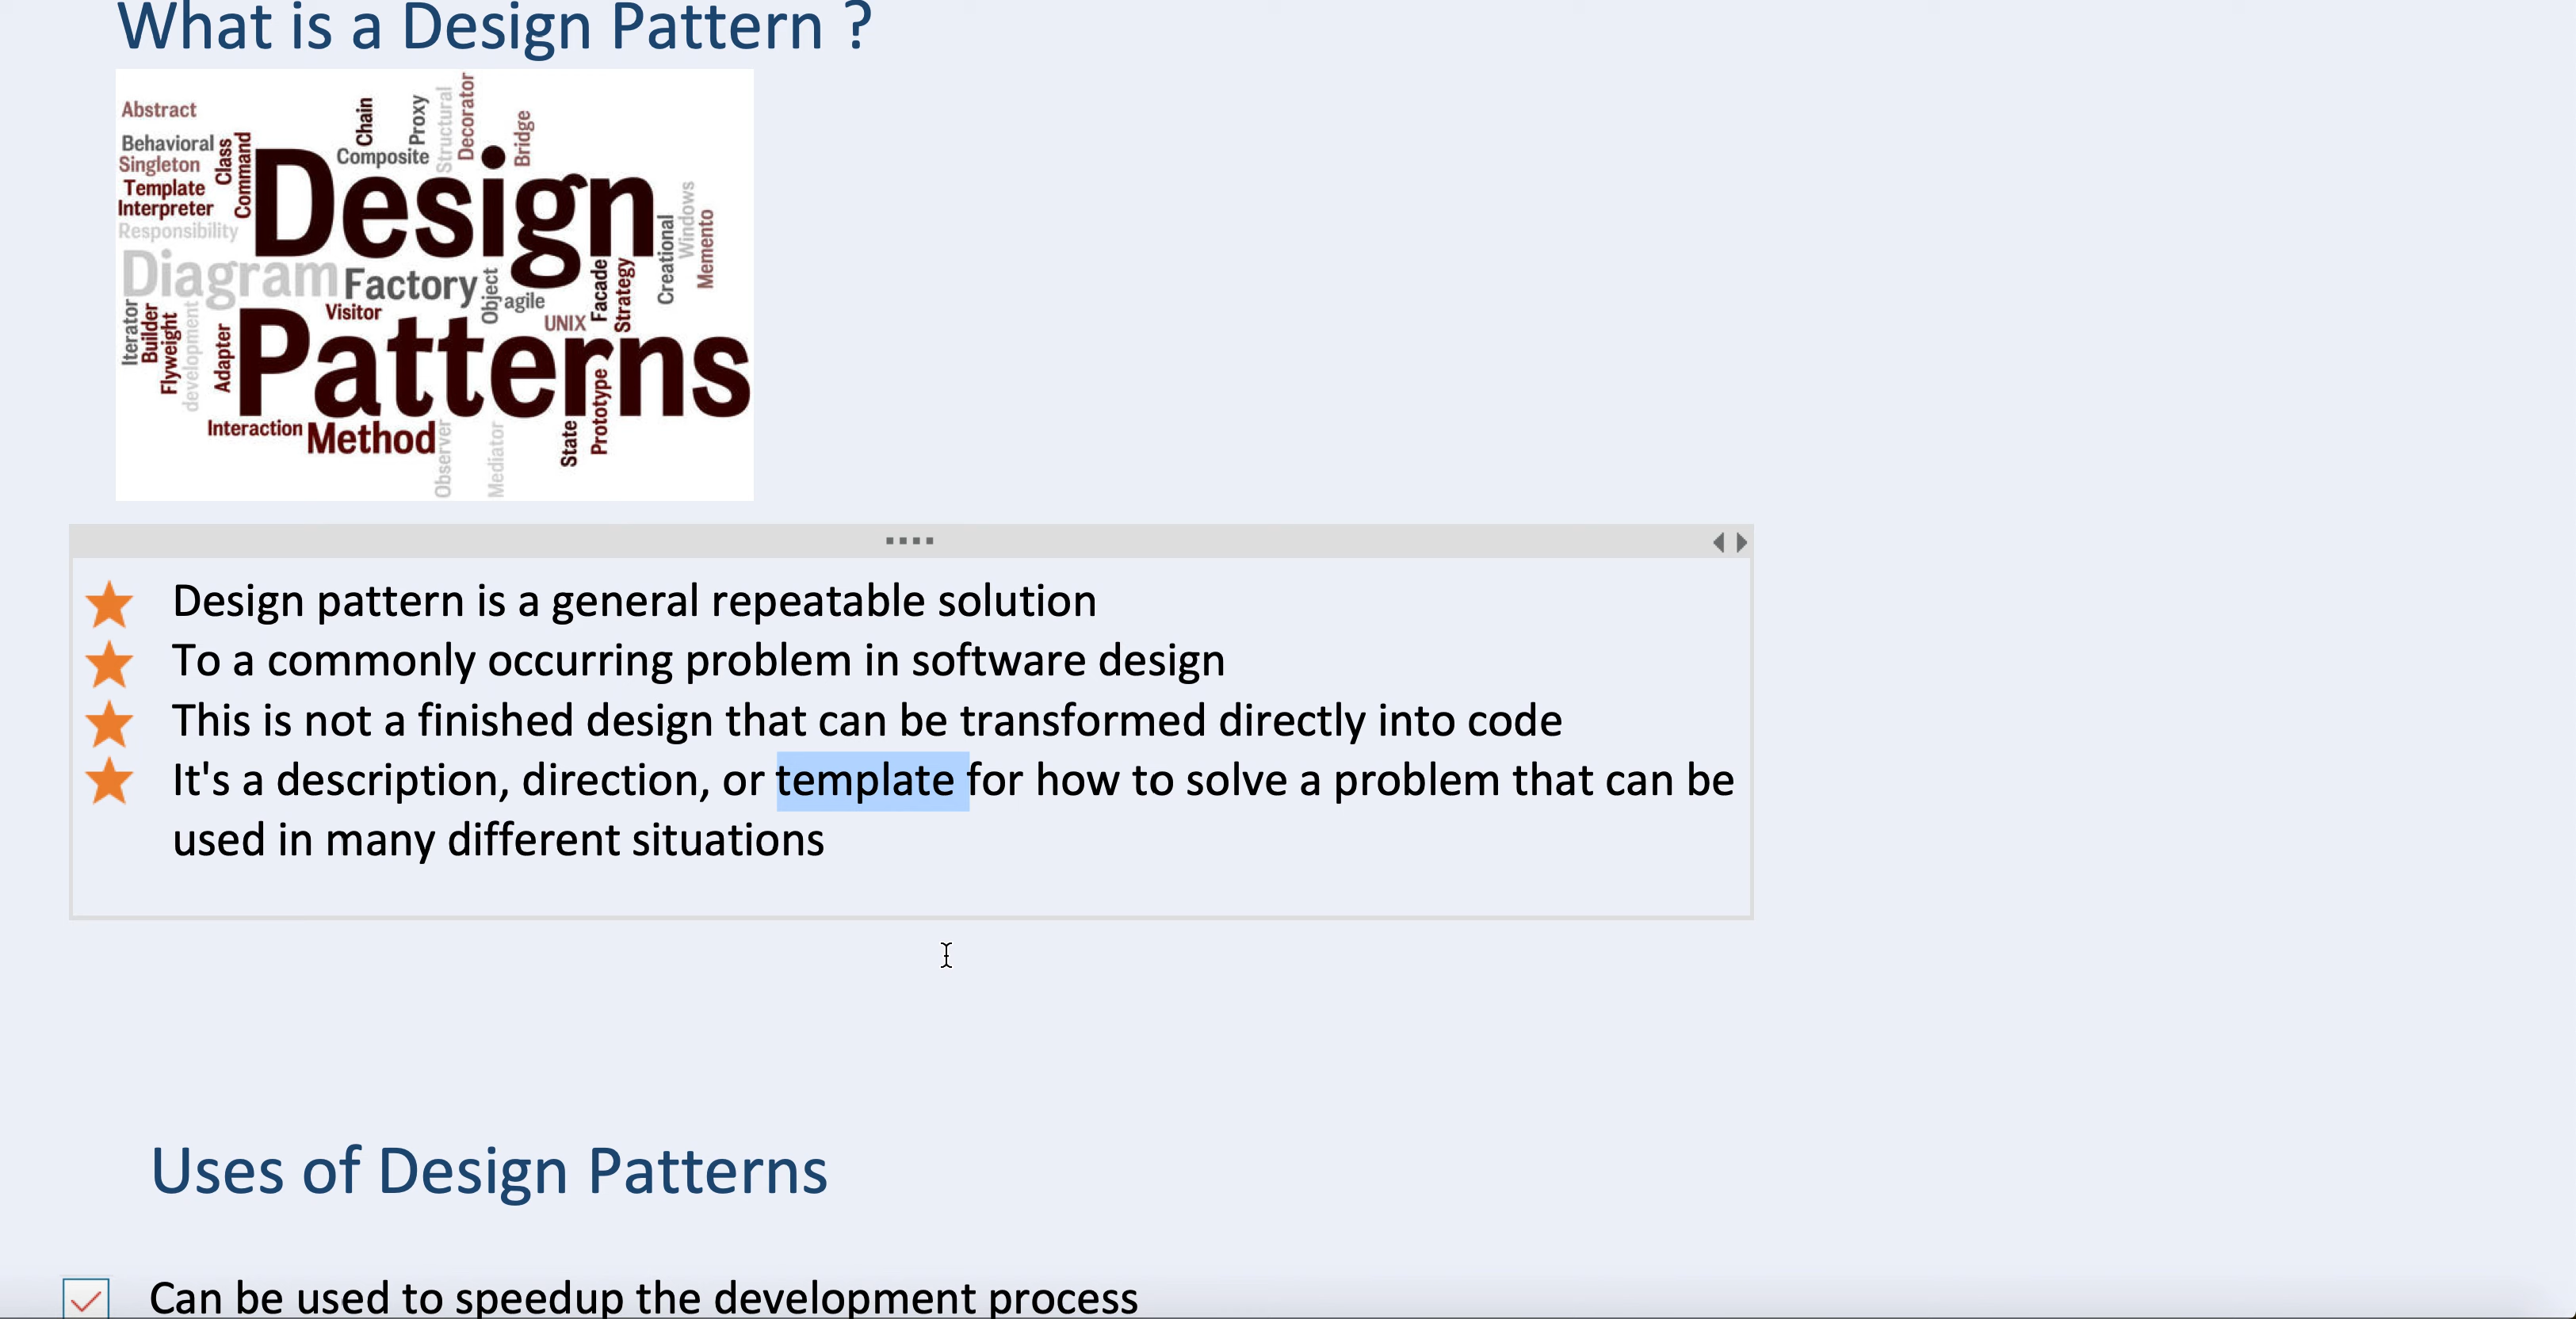 What is a Design Pattern ?
Abstract
Behavioral
Singleton
Template
Interpreter
Responsibility
Class
Command
Chain
Composite
Proxy
Structural
Decorator
Bridge
Design
Diagram
Factory
Object
agile
Visitor
UNIX
Facade
Strategy
Creational
Windows
Memento
Iterator
Builder
Flyweight
development
Adapter
Patterns
Interaction
Method
Observer
Mediator
State
Prototype
Design pattern is a general repeatable solution
To a commonly occurring problem in software design
This is not a finished design that can be transformed directly into code
It's a description, direction, or template for how to solve a problem that can be
used in many different situations
Uses of Design Patterns
Can be used to speedup the development process